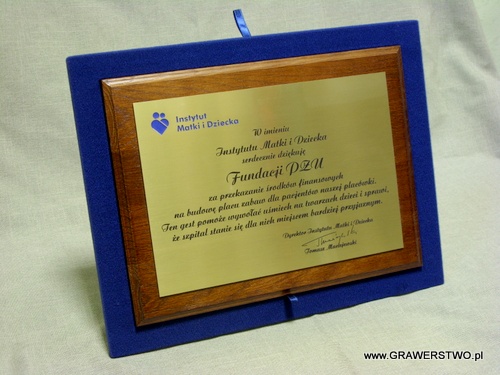 Instytut
Matki i Dziecka
W imieniu
Instytutu Matki i Dziecka
serdecznie dziękuję
Fundacji PZU
za przekazanie środków finansowych
na budowę placu zabaw dla pacjentów naszej placówki.
Ten gest pomoże wywołać uśmiech na twarzach dzieci i sprawi,
że szpital stanie się dla nich miejscem bardziej przyjaznym.
Dyrektor Instytutu Matki i Dziecka
Tomasz
www.GRAWERSTWO.pl